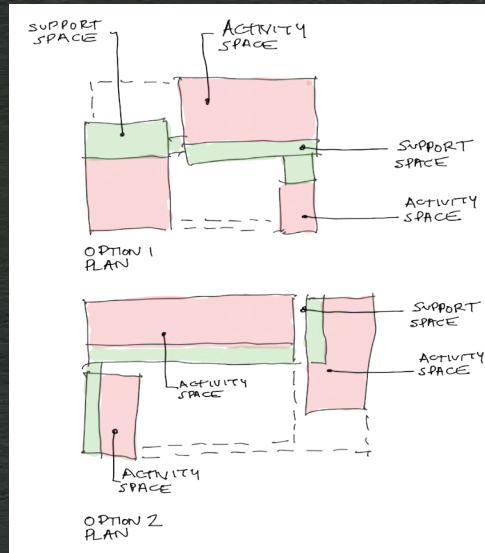 SUPPORT
SPACE
ACTIVITY
SPACE
SUPPORT
SPACE
ACTIVITY
SPACE
OPTION 1
PLAN
SUPPORT
SPACE
ACTIVITY
SPACE
ACTIVITY
SPACE
ACTIVITY
SPACE
OPTION 2
PLAN